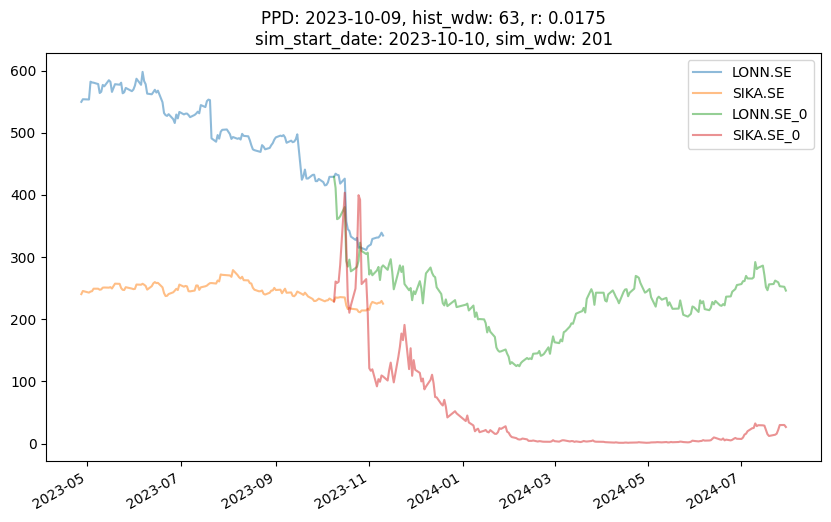 PPD: 2023-10-09, hist_wdw: 63, r: 0.0175
sim_start_date: 2023-10-10, sim_wdw: 201
LONN.SE
SIKA.SE
LONN.SE_0
SIKA.SE_0
600
500
400
300
200
100
0
2023-05
2023-07
2023-09
2023-11
2024-01
2024-03
2024-05
2024-07